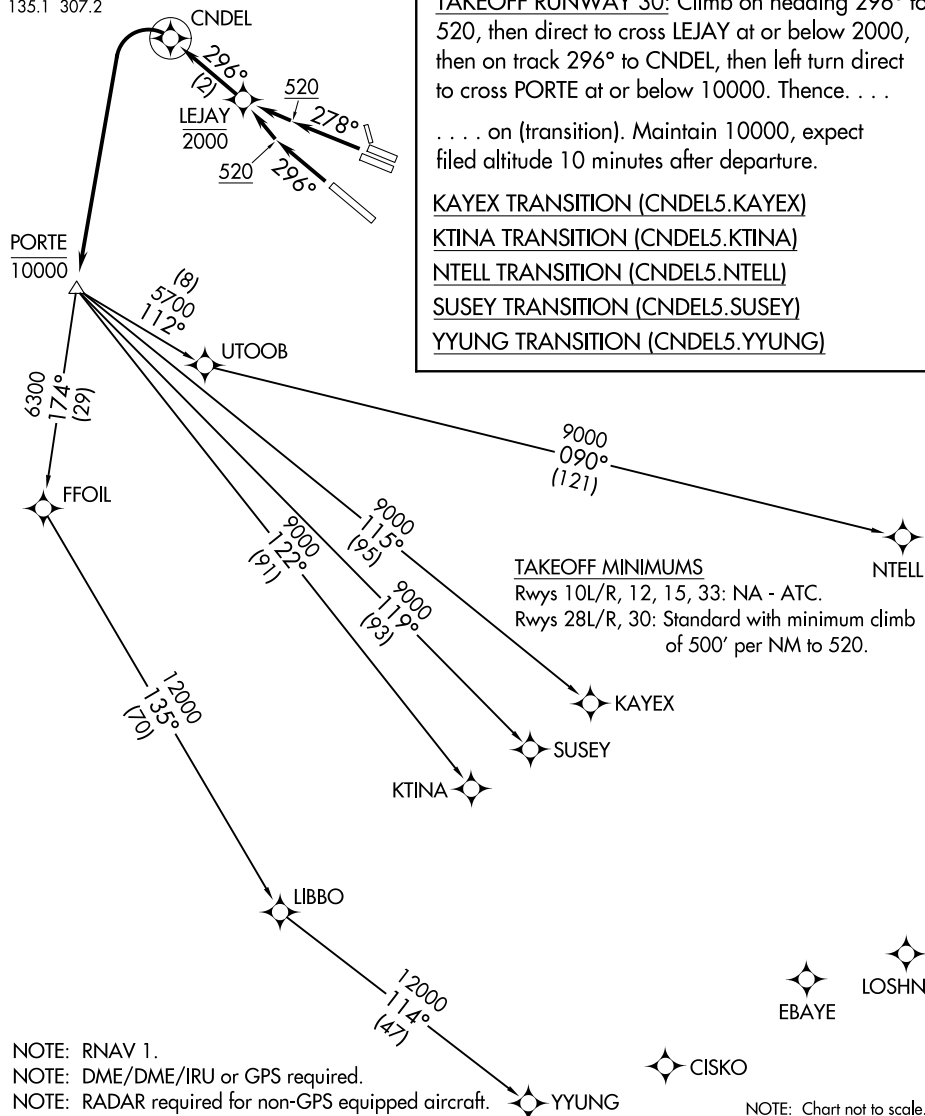 135.1 307.2
CNDEL
296°
(2)
LEJAY
2000
520
278°
520
296°
TAKEOFF RUNWAY 30: Climb on heading 296° to
520, then direct to cross LEJAY at or below 2000,
then on track 296° to CNDEL, then left turn direct
to cross PORTE at or below 10000. Thence. . . .
. . . . on (transition). Maintain 10000, expect
filed altitude 10 minutes after departure.
KAYEX TRANSITION (CNDEL5.KAYEX)
KTINA TRANSITION (CNDEL5.KTINA)
NTELL TRANSITION (CNDEL5.NTELL)
SUSEY TRANSITION (CNDEL5.SUSEY)
YYUNG TRANSITION (CNDEL5.YYUNG)
PORTE
10000
(8)
5700
112°
UTOOB
6300
174°
(29)
FFOIL
9000
090°
(121)
NTELL
9000
115°
(95)
9000
122°
(91)
9000
119°
(93)
TAKEOFF MINIMUMS
Rwys 10L/R, 12, 15, 33: NA - ATC.
Rwys 28L/R, 30: Standard with minimum climb
of 500' per NM to 520.
KAYEX
SUSEY
KTINA
12000
135°
(70)
LIBBO
12000
114°
(47)
LOSHN
EBAYE
CISKO
YYUNG
NOTE: RNAV 1.
NOTE: DME/DME/IRU or GPS required.
NOTE: RADAR required for non-GPS equipped aircraft.
NOTE: Chart not to scale.